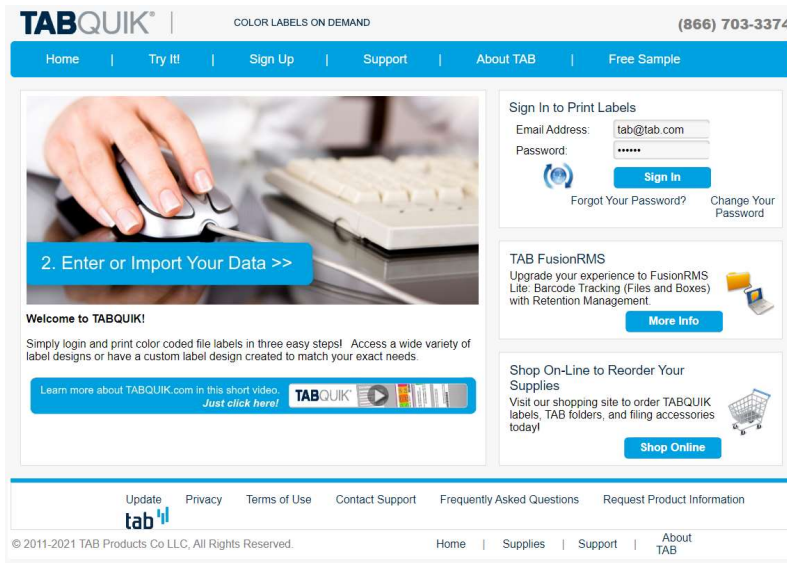 TABQUIK®
COLOR LABELS ON DEMAND
(866) 703-3374
Home | Try It! | Sign Up | Support | About TAB | Free Sample
2. Enter or Import Your Data >>
Welcome to TABQUIK!
Simply login and print color coded file labels in three easy steps! Access a wide variety of
label designs or have a custom label design created to match your exact needs.
Learn more about TABQUIK.com in this short video.
Just click here!
TABQUIK
Sign In to Print Labels
Email Address: tab@tab.com
Password: ••••••
Sign In
Forgot Your Password?
Change Your
Password
TAB FusionRMS
Upgrade your experience to FusionRMS
Lite: Barcode Tracking (Files and Boxes)
with Retention Management.
More Info
Shop On-Line to Reorder Your
Supplies
Visit our shopping site to order TABQUIK
labels, TAB folders, and filing accessories
today!
Shop Online
Update Privacy Terms of Use Contact Support Frequently Asked Questions Request Product Information
tab
© 2011-2021 TAB Products Co LLC, All Rights Reserved.
Home | Supplies | Support | About
TAB